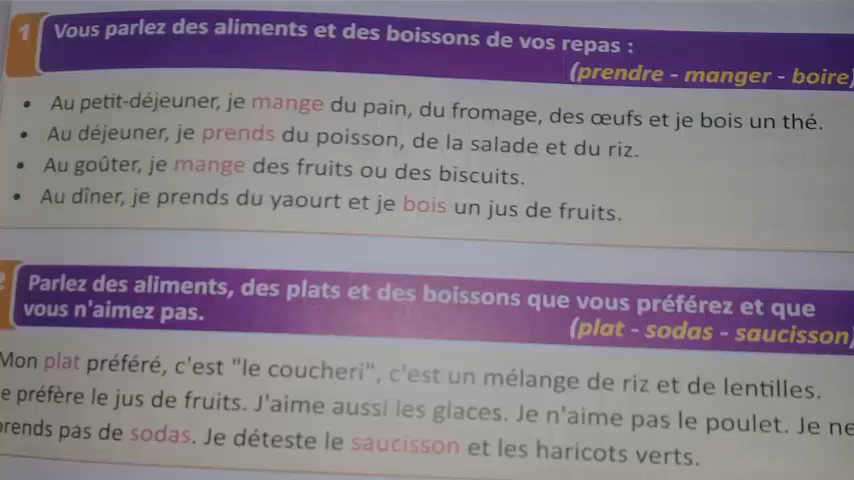 1 Vous parlez des aliments et des boissons de vos repas :
(prendre - manger - boire)
• Au petit-déjeuner, je mange du pain, du fromage, des œufs et je bois un thé.
• Au déjeuner, je prends du poisson, de la salade et du riz.
• Au goûter, je mange des fruits ou des biscuits.
• Au dîner, je prends du yaourt et je bois un jus de fruits.
2 Parlez des aliments, des plats et des boissons que vous préférez et que
vous n'aimez pas.
(plat - sodas - saucisson)
Mon plat préféré, c'est "le coucheri", c'est un mélange de riz et de lentilles.
e préfère le jus de fruits. J'aime aussi les glaces. Je n'aime pas le poulet. Je ne
prends pas de sodas. Je déteste le saucisson et les haricots verts.